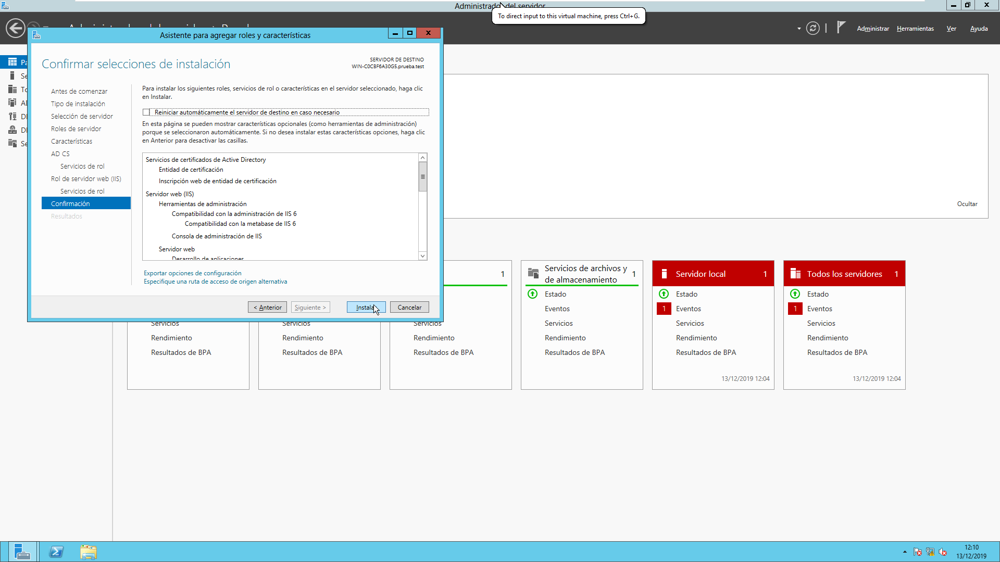 Administrador del servidor
To direct input to this virtual machine, press Ctrl+G.
Administrar
Herramientas
Ver
Ayuda
Asistente para agregar roles y características
Confirmar selecciones de instalación
SERVIDOR DE DESTINO
WIN-C0CBF6A30G5.prueba.test
Antes de comenzar
Tipo de instalación
Selección de servidor
Roles de servidor
Características
AD CS
Servicios de rol
Rol de servidor web (IIS)
Servicios de rol
Confirmación
Resultados
Para instalar los siguientes roles, servicios de rol o características en el servidor seleccionado, haga clic
en Instalar.
Reiniciar automáticamente el servidor de destino en caso necesario
En esta página se pueden mostrar características opcionales (como herramientas de administración)
porque se seleccionaron automáticamente. Si no desea instalar estas características opciones, haga clic
en Anterior para desactivar las casillas.
Servicios de certificados de Active Directory
Entidad de certificación
Inscripción web de entidad de certificación
Servidor web (IIS)
Herramientas de administración
Compatibilidad con la administración de IIS 6
Compatibilidad con la metabase de IIS 6
Consola de administración de IIS
Servidor web
Desarrollo de aplicaciones
Exportar opciones de configuración
Especifique una ruta de acceso de origen alternativa
< Anterior
Siguiente >
Instalar
Cancelar
Ocultar
Servicios
Rendimiento
Resultados de BPA
Servicios
Rendimiento
Resultados de BPA
1
Servicios
Rendimiento
Resultados de BPA
Servicios de archivos y
de almacenamiento
1
Estado
Eventos
Servicios
Rendimiento
Resultados de BPA
Servidor local
1
Estado
1 Eventos
Servicios
Rendimiento
Resultados de BPA
13/12/2019 12:04
Todos los servidores
1
Estado
1 Eventos
Servicios
Rendimiento
Resultados de BPA
13/12/2019 12:04
12:10
13/12/2019